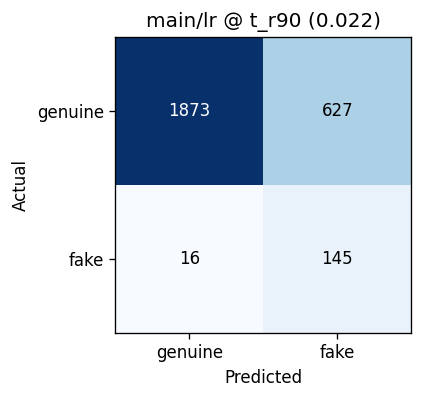 main/lr @ t_r90 (0.022)
genuine 1873 627
fake 16 145
genuine fake
Actual
Predicted